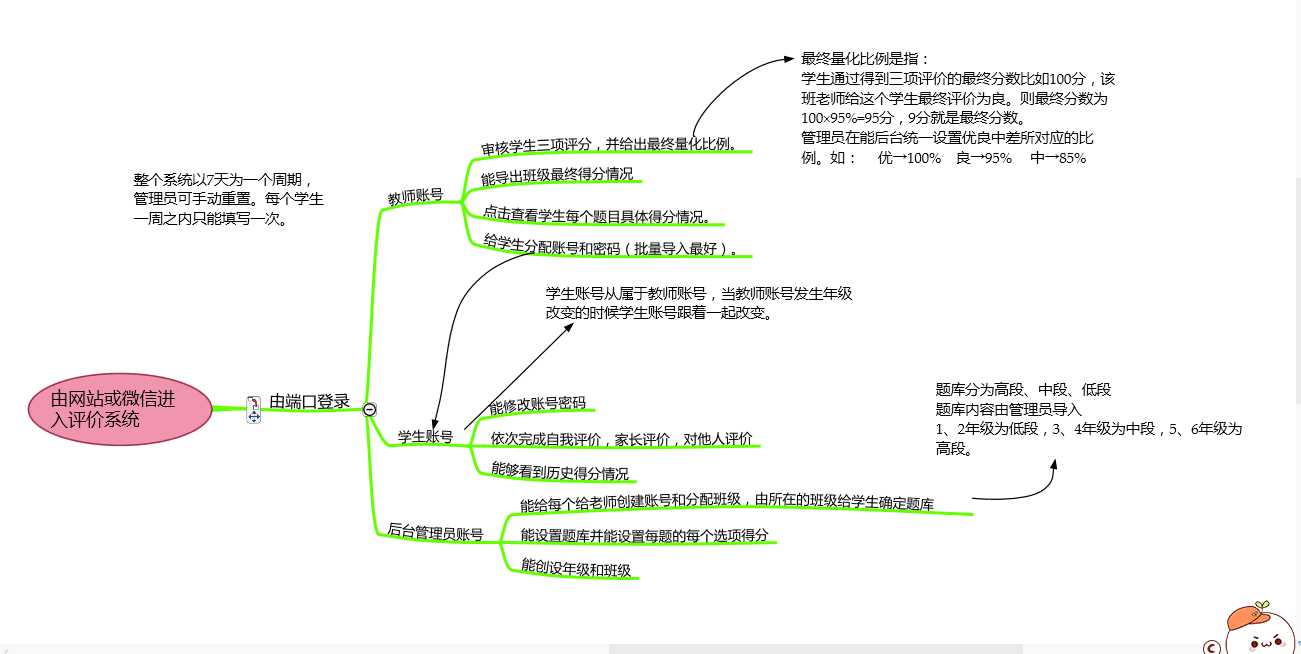 最终量化比例是指：
学生通过得到三项评价的最终分数比如100分，该
班老师给这个学生最终评价为良。则最终分数为
100×95%=95分，9分就是最终分数。
管理员在能后台统一设置优良中差所对应的比
例。如： 优→100% 良→95% 中→85%
整个系统以7天为一个周期，
管理员可手动重置。每个学生
一周之内只能填写一次。
教师账号
审核学生三项评分，并给出最终量化比例。
能导出班级最终得分情况
点击查看学生每个题目具体得分情况。
给学生分配账号和密码（批量导入最好）。
学生账号从属于教师账号，当教师账号发生年级
改变的时候学生账号跟着一起改变。
由网站或微信进
入评价系统
由端口登录
学生账号
能修改账号密码
依次完成自我评价，家长评价，对他人评价
能够看到历史得分情况
题库分为高段、中段、低段
题库内容由管理员导入
1、2年级为低段，3、4年级为中段，5、6年级为
高段。
后台管理员账号
能给每个给老师创建账号和分配班级，由所在的班级给学生确定题库
能设置题库并能设置每题的每个选项得分
能创设年级和班级
C